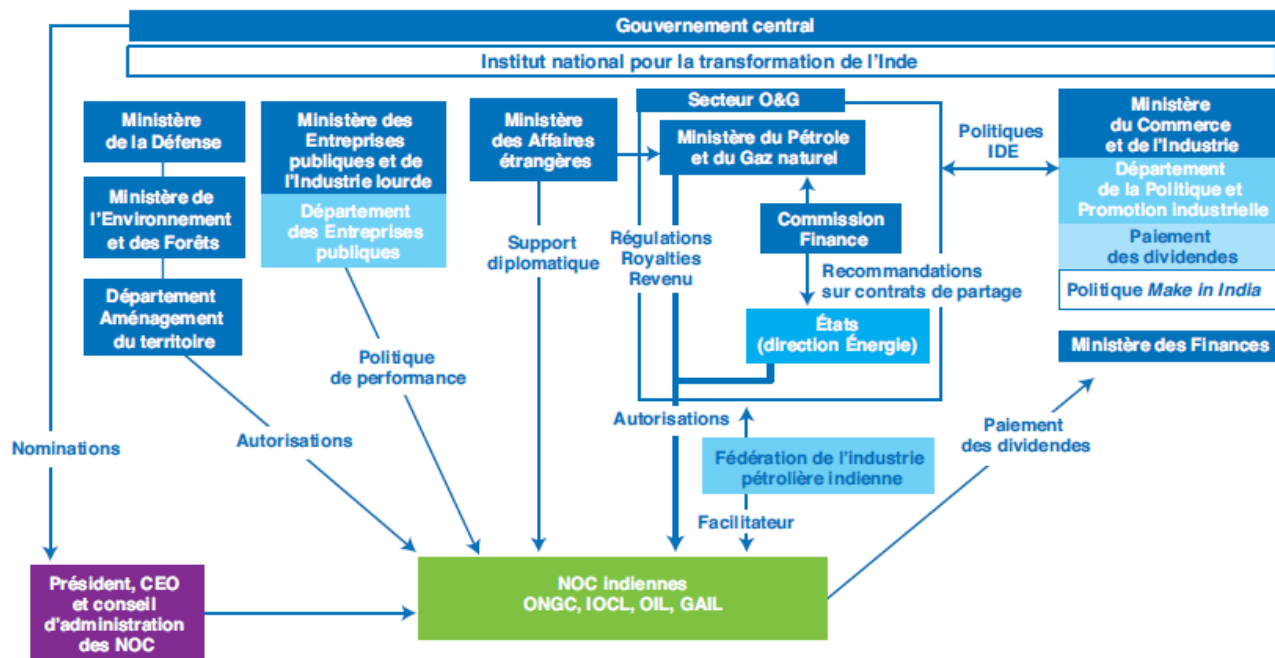 Gouvernement central
Institut national pour la transformation de l'Inde
Ministère
de la Défense
Ministère de
l'Environnement
et des Forêts
Département
Aménagement
du territoire
Ministère des
Entreprises
publiques et de
l'Industrie lourde
Département
des Entreprises
publiques
Ministère
des Affaires
étrangères
Secteur O&G
Ministère du Pétrole
et du Gaz naturel
Commission
Finance
Recommandations
sur contrats de partage
États
(direction Énergie)
Politiques
IDE
Ministère
du Commerce
et de l'Industrie
Département
de la Politique et
Promotion industrielle
Paiement
des dividendes
Politique Make in India
Ministère des Finances
Support
diplomatique
Régulations
Royalties
Revenu
Politique
de performance
Nominations
Autorisations
Autorisations
Fédération de l'industrie
pétrolière indienne
Facilitateur
Paiement
des dividendes
Président, CEO
et conseil
d'administration
des NOC
NOC indiennes
ONGC, IOCL, OIL, GAIL